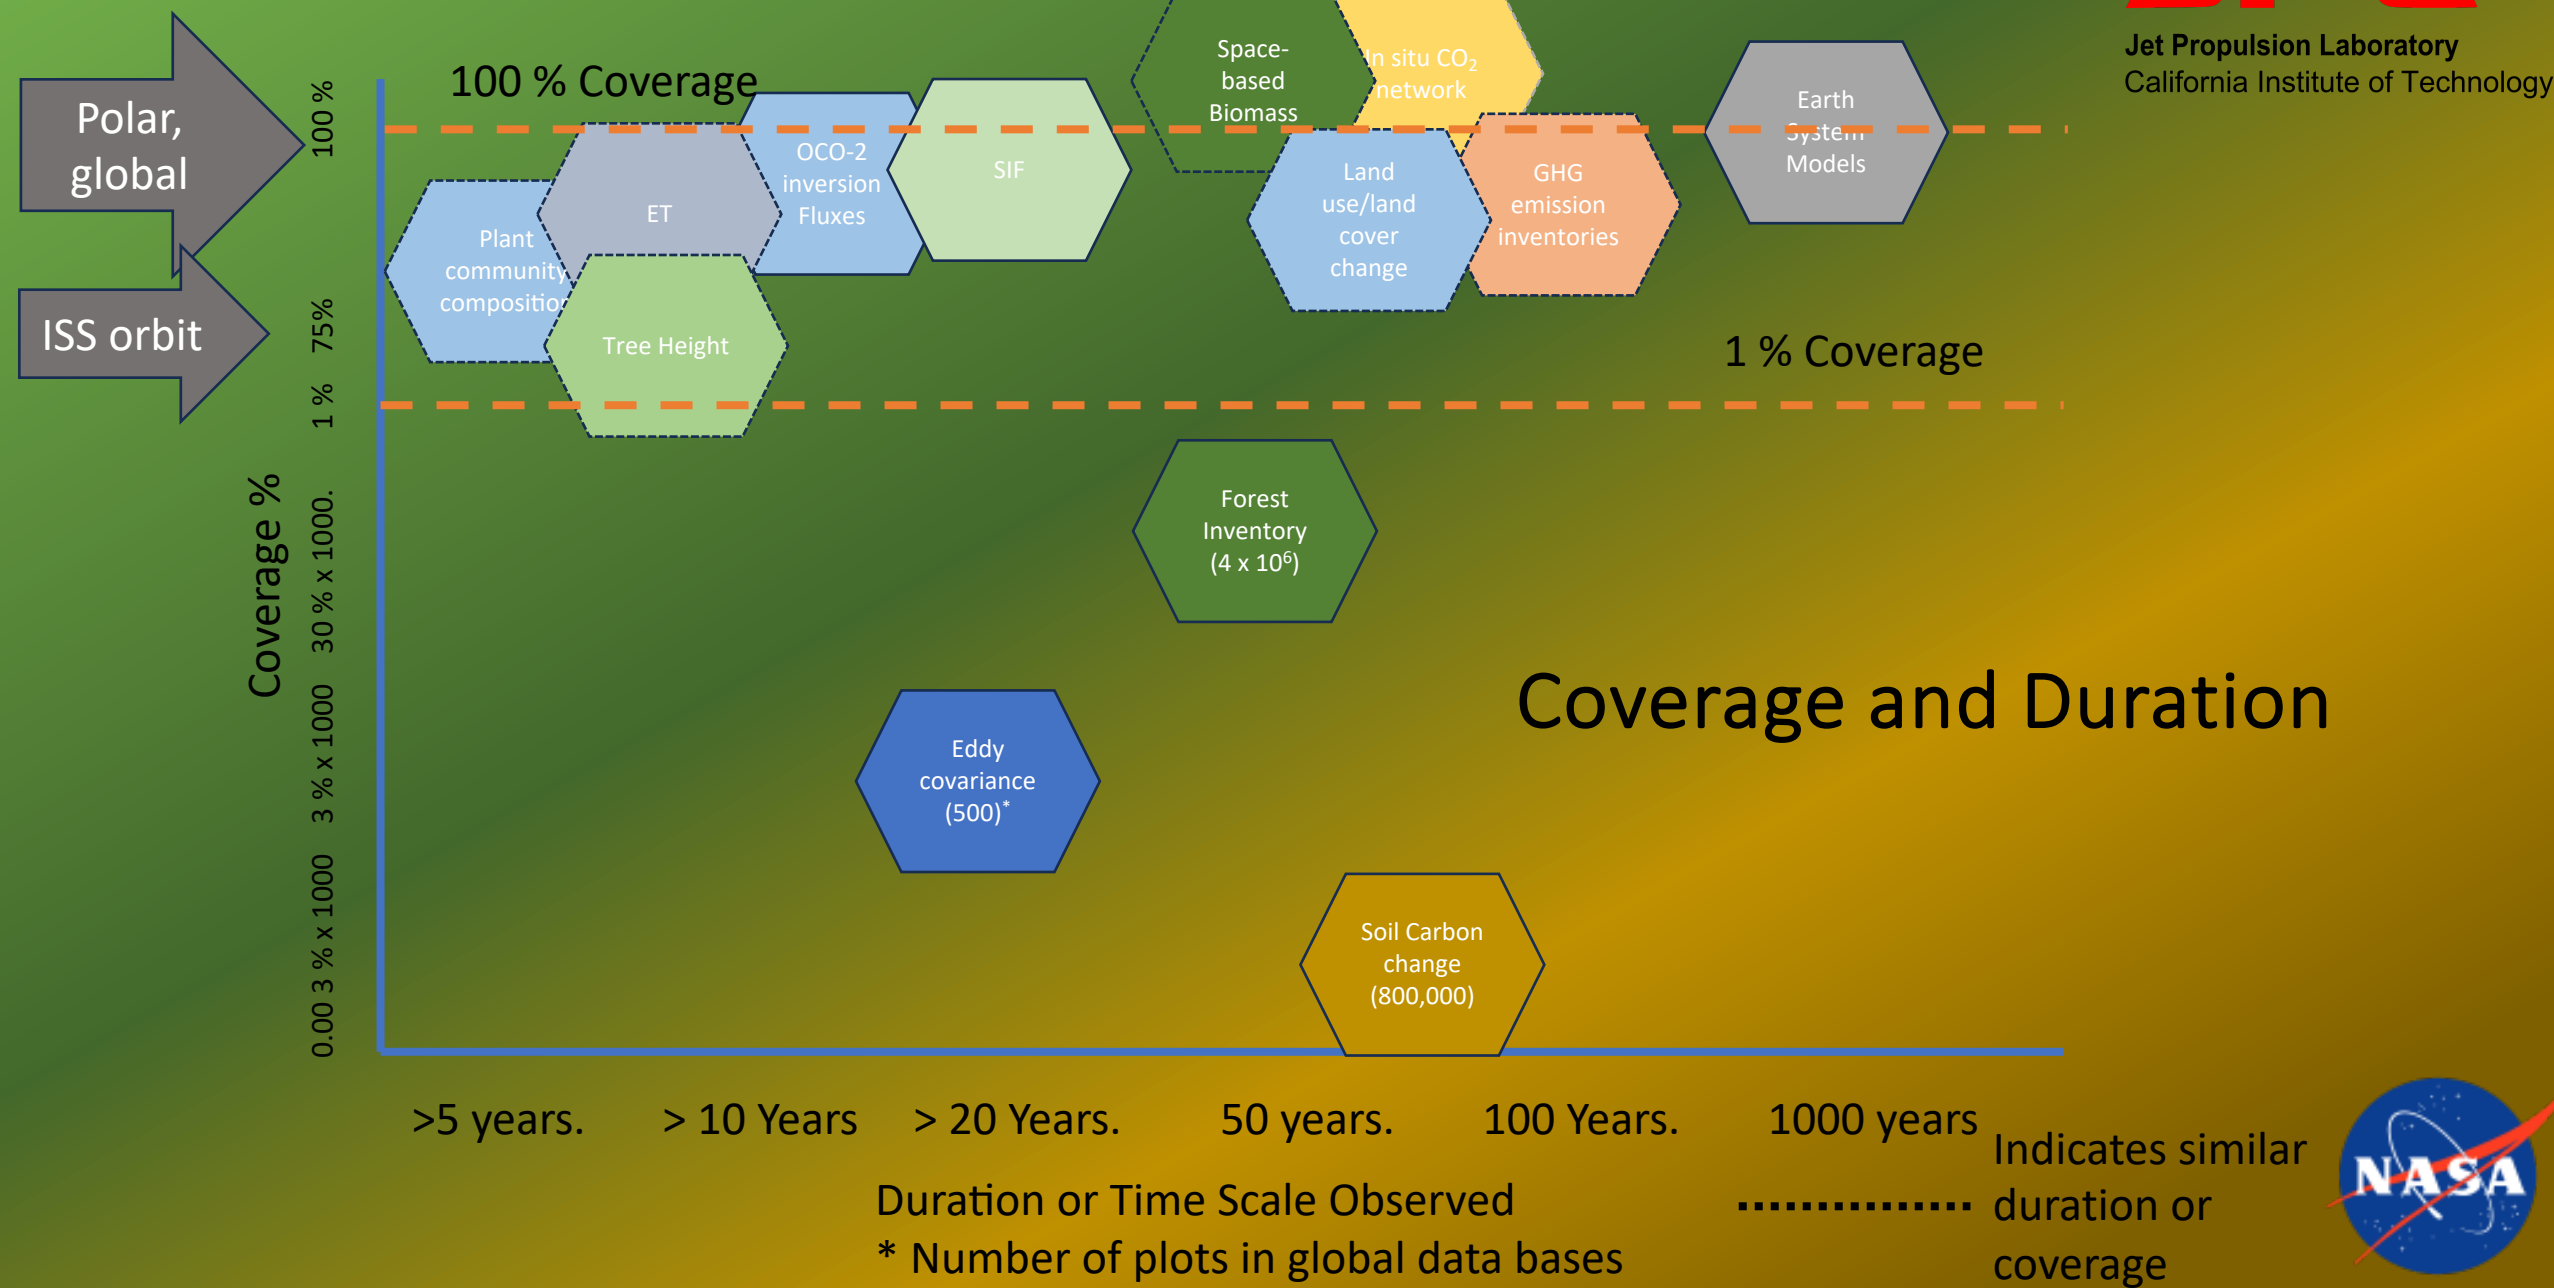 Jet Propulsion Laboratory
California Institute of Technology
Polar,
global
ISS orbit
100 % Coverage
Space-
based
Biomass
In situ CO₂
network
Earth
System
Models
OCO-2
inversion
Fluxes
SIF
ET
Plant
community
composition
Tree Height
Land
use/land
cover
change
GHG
emission
inventories
1 % Coverage
Coverage %
100 %
75%
1 %
30 % x 1000.
3 % x 1000
0.00 3 % x 1000
Forest
Inventory
(4 x 10⁶)
Coverage and Duration
Eddy
covariance
(500)*
Soil Carbon
change
(800,000)
>5 years.
> 10 Years
> 20 Years.
50 years.
100 Years.
1000 years
Duration or Time Scale Observed
* Number of plots in global data bases
Indicates similar
duration or
coverage
NASA